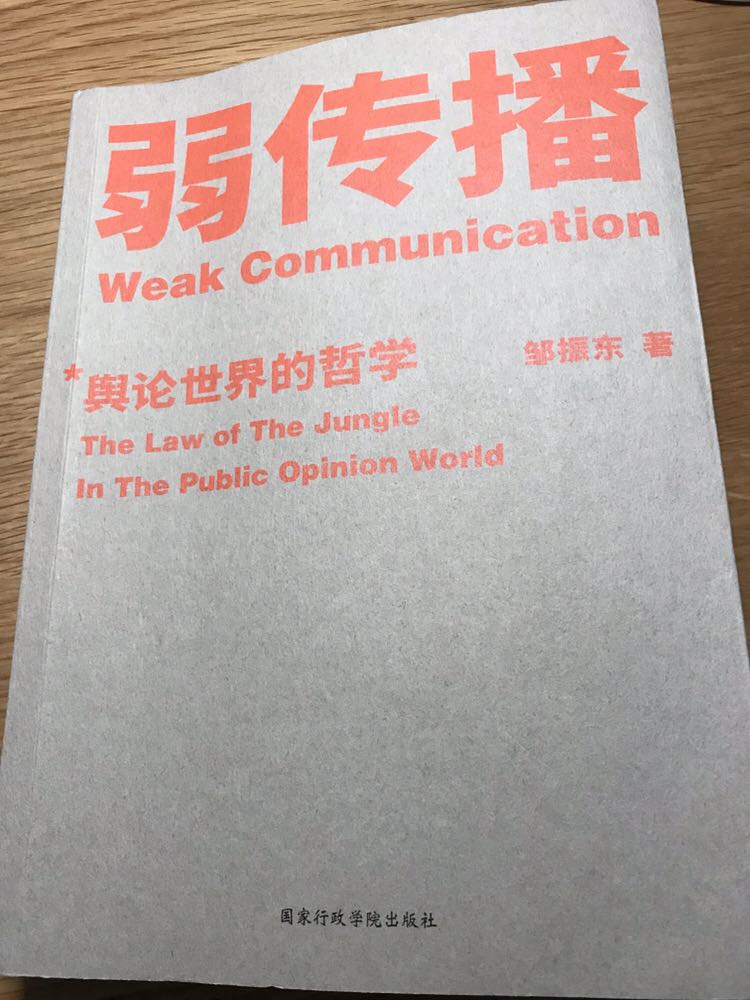 弱传播
Weak Communication
*舆论世界的哲学
邹振东 著
The Law of The Jungle
In The Public Opinion World
国家行政学院出版社